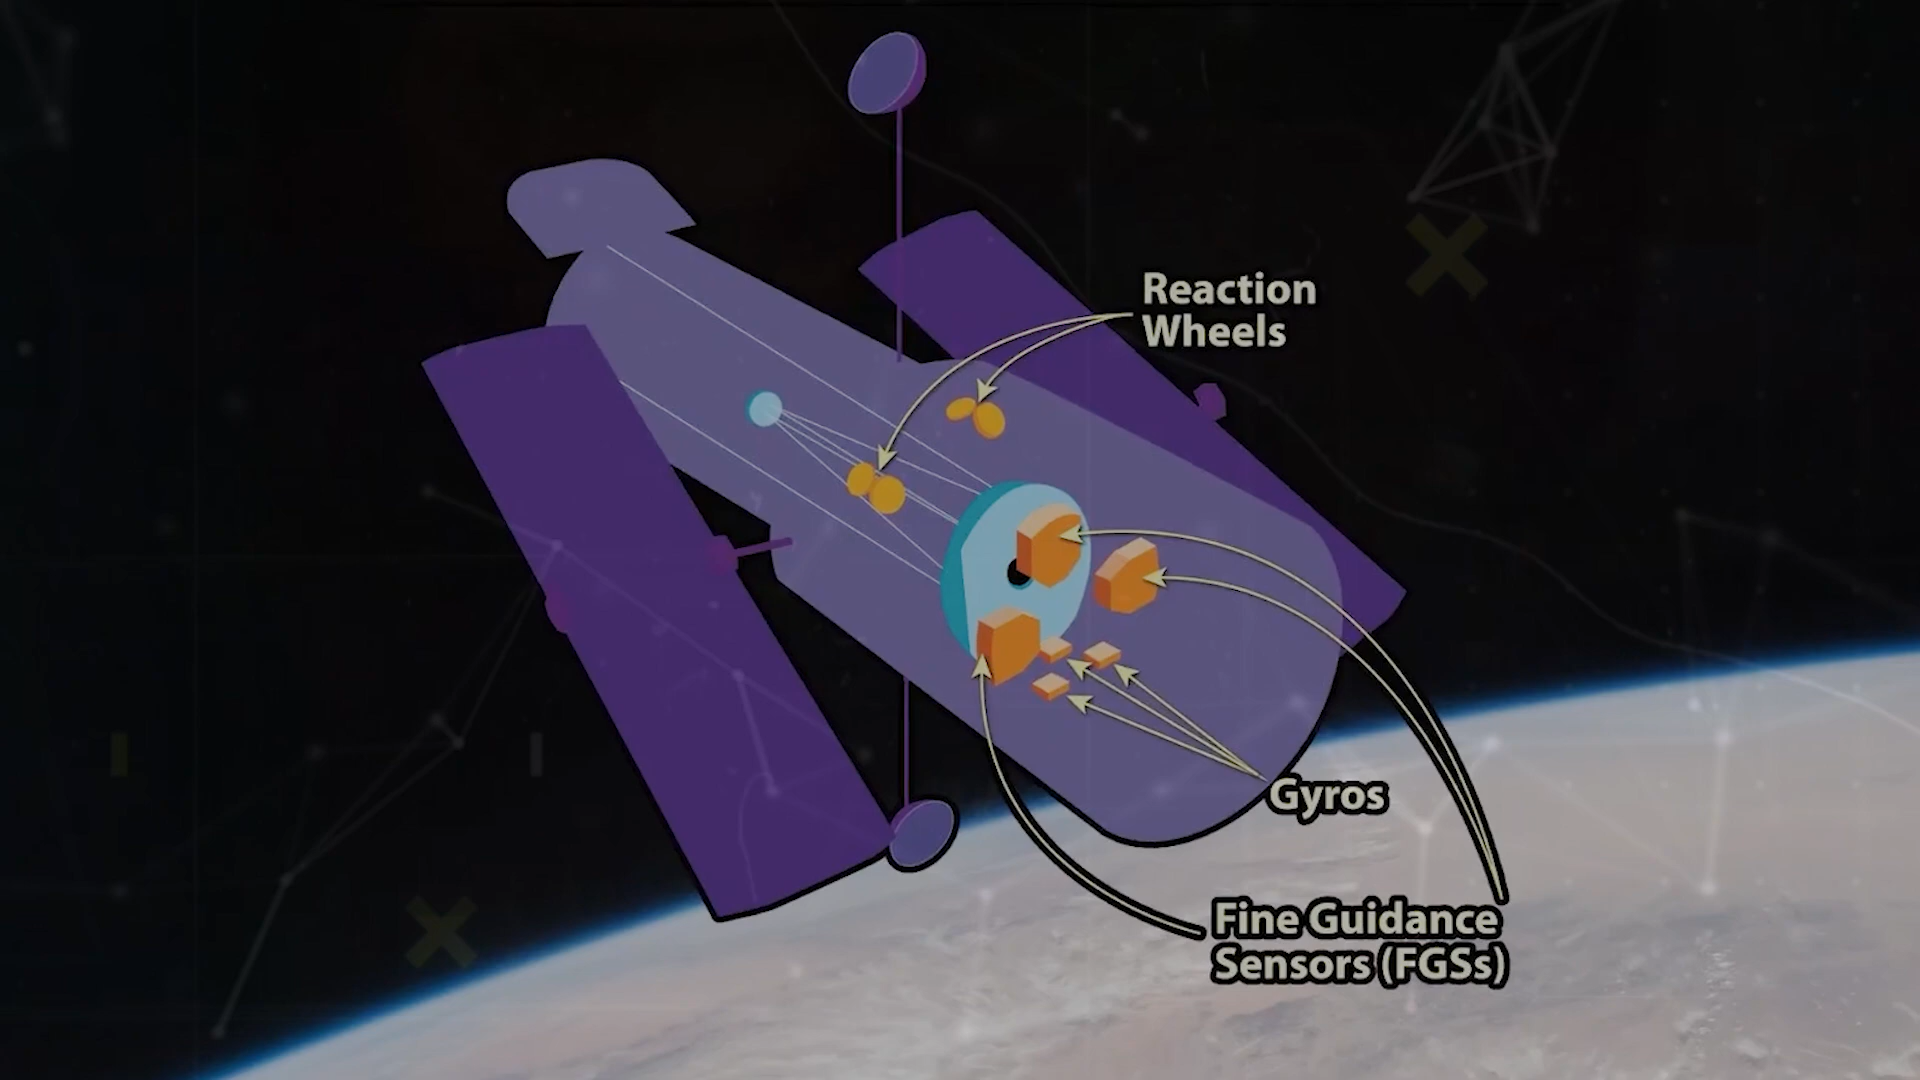 Reaction
Wheels
Gyros
Fine Guidance
Sensors (FGSs)